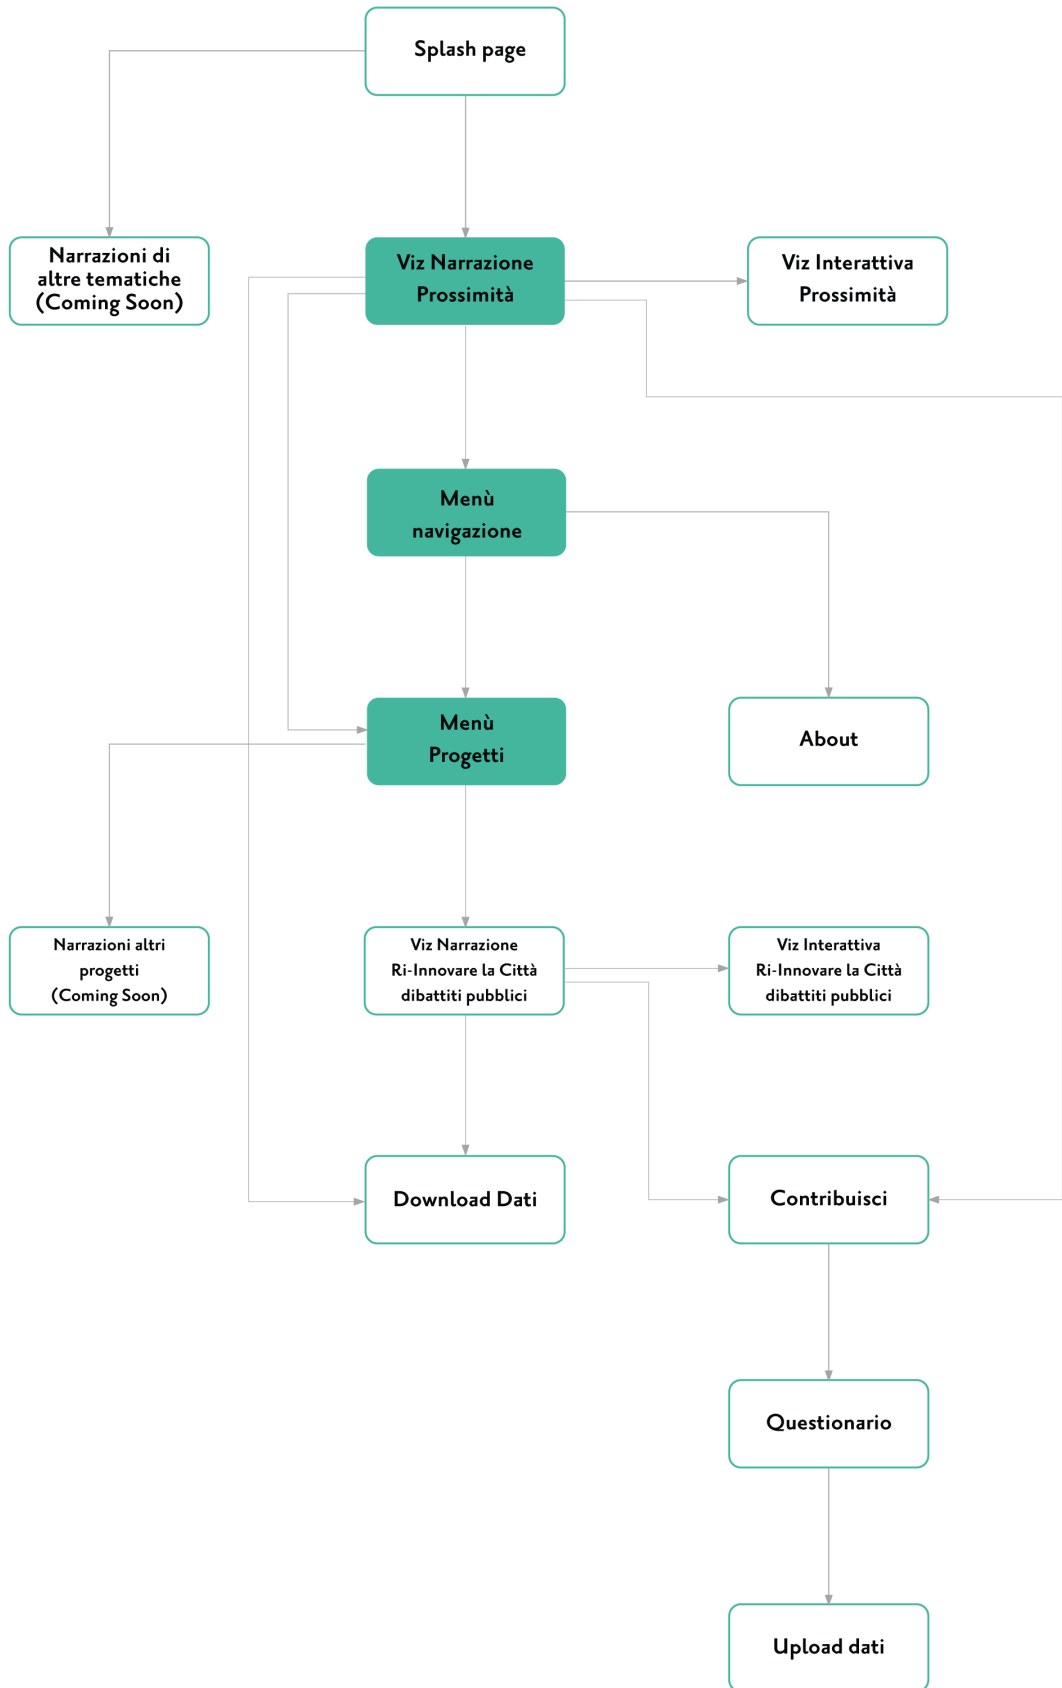 Splash page
Narrazioni di
altre tematiche
(Coming Soon)
Viz Narrazione
Prossimità
Viz Interattiva
Prossimità
Menù
navigazione
Menù
Progetti
About
Narrazioni altri
progetti
(Coming Soon)
Viz Narrazione
Ri-Innovare la Città
dibattiti pubblici
Viz Interattiva
Ri-Innovare la Città
dibattiti pubblici
Download Dati
Contribuisci
Questionario
Upload dati